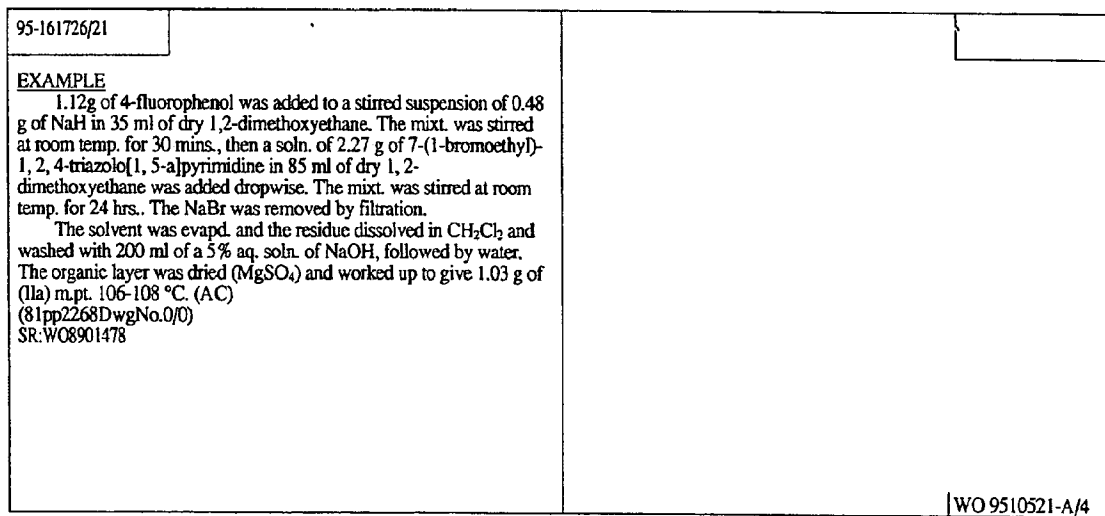 95-161726/21
EXAMPLE
1.12g of 4-fluorophenol was added to a stirred suspension of 0.48
g of NaH in 35 ml of dry 1,2-dimethoxyethane. The mixt. was stirred
at room temp. for 30 mins., then a soln. of 2.27 g of 7-(1-bromoethyl)-
1, 2, 4-triazolo[1, 5-a]pyrimidine in 85 ml of dry 1, 2-
dimethoxyethane was added dropwise. The mixt. was stirred at room
temp. for 24 hrs.. The NaBr was removed by filtration.
The solvent was evapd. and the residue dissolved in CH₂Cl₂ and
washed with 200 ml of a 5% aq. soln. of NaOH, followed by water.
The organic layer was dried (MgSO₄) and worked up to give 1.03 g of
(IIa) m.pt. 106-108 °C. (AC)
(81pp2268DwgNo.0/0)
SR:WO8901478
WO 9510521-A/4